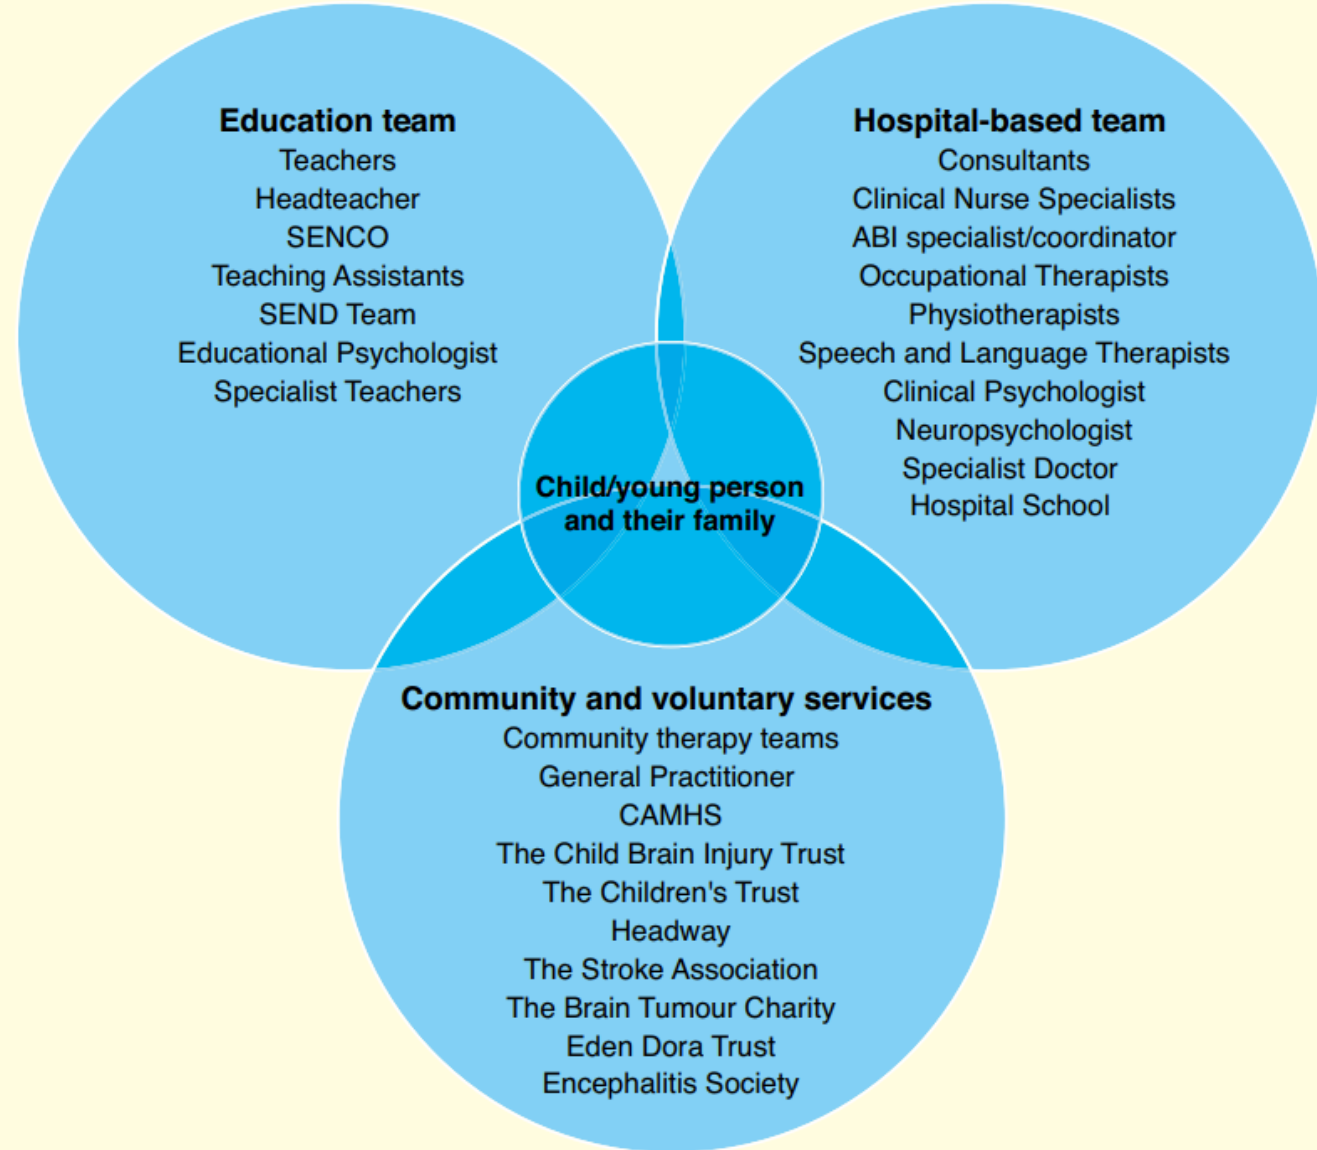 Education team
Teachers
Headteacher
SENCO
Teaching Assistants
SEND Team
Educational Psychologist
Specialist Teachers
Hospital-based team
Consultants
Clinical Nurse Specialists
ABI specialist/coordinator
Occupational Therapists
Physiotherapists
Speech and Language Therapists
Clinical Psychologist
Neuropsychologist
Specialist Doctor
Hospital School
Child/young person
and their family
Community and voluntary services
Community therapy teams
General Practitioner
CAMHS
The Child Brain Injury Trust
The Children's Trust
Headway
The Stroke Association
The Brain Tumour Charity
Eden Dora Trust
Encephalitis Society